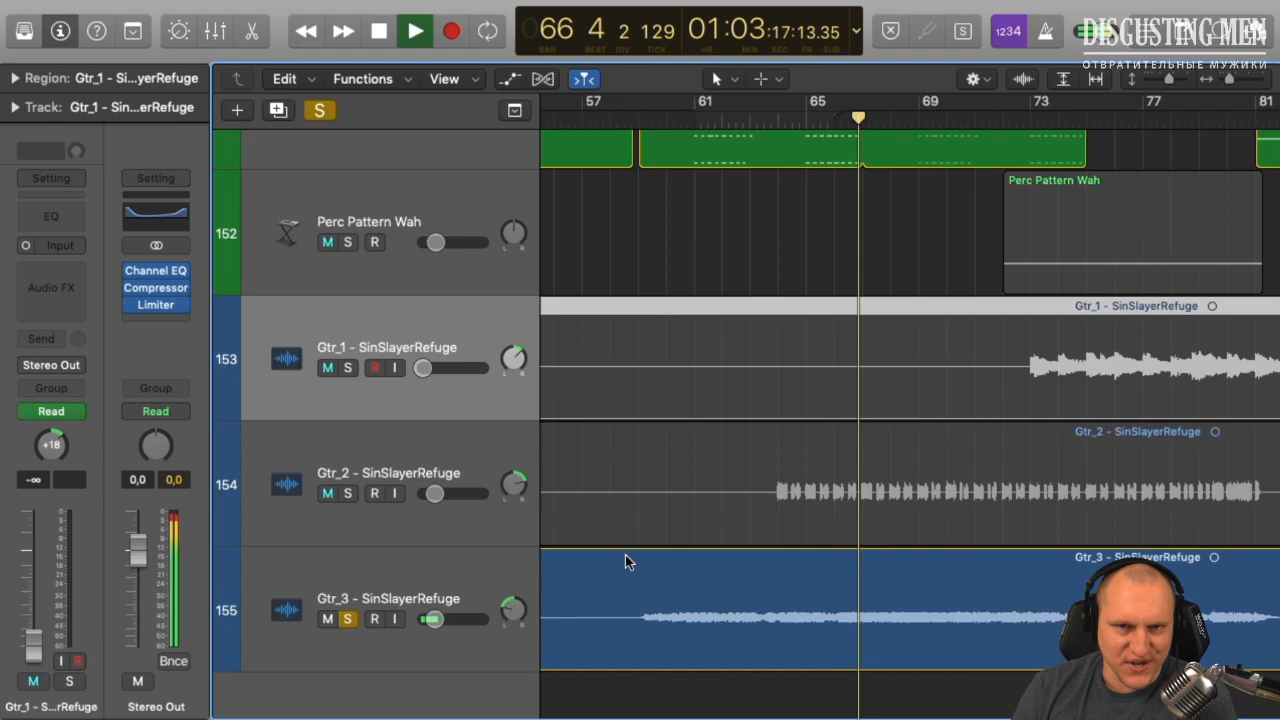 66 4 2 129 01:03:17:13.35
BAR BEAT DIV TICK HR MIN SEC FR SUB
1234
DISGUSTING MEN
ОТВРАТИТЕЛЬНЫЕ МУЖИКИ
Region: Gtr_1 - Si...yerRefuge
Edit Functions View
Track: Gtr_1 - Sin...erRefuge
S
57 61 65 69 73 77 81
Setting Setting
EQ
Input
Audio FX
Channel EQ
Compressor
Limiter
Send
Stereo Out
Group Group
Read Read
+18
-∞ 0,0 0,0
I R Bnce
M S M
Gtr_1 - S...rRefuge Stereo Out
152
Perc Pattern Wah
M S R
Perc Pattern Wah
153
Gtr_1 - SinSlayerRefuge
M S R I
Gtr_1 - SinSlayerRefuge
154
Gtr_2 - SinSlayerRefuge
M S R I
Gtr_2 - SinSlayerRefuge
155
Gtr_3 - SinSlayerRefuge
M S R I
Gtr_3 - SinSlayerRefuge